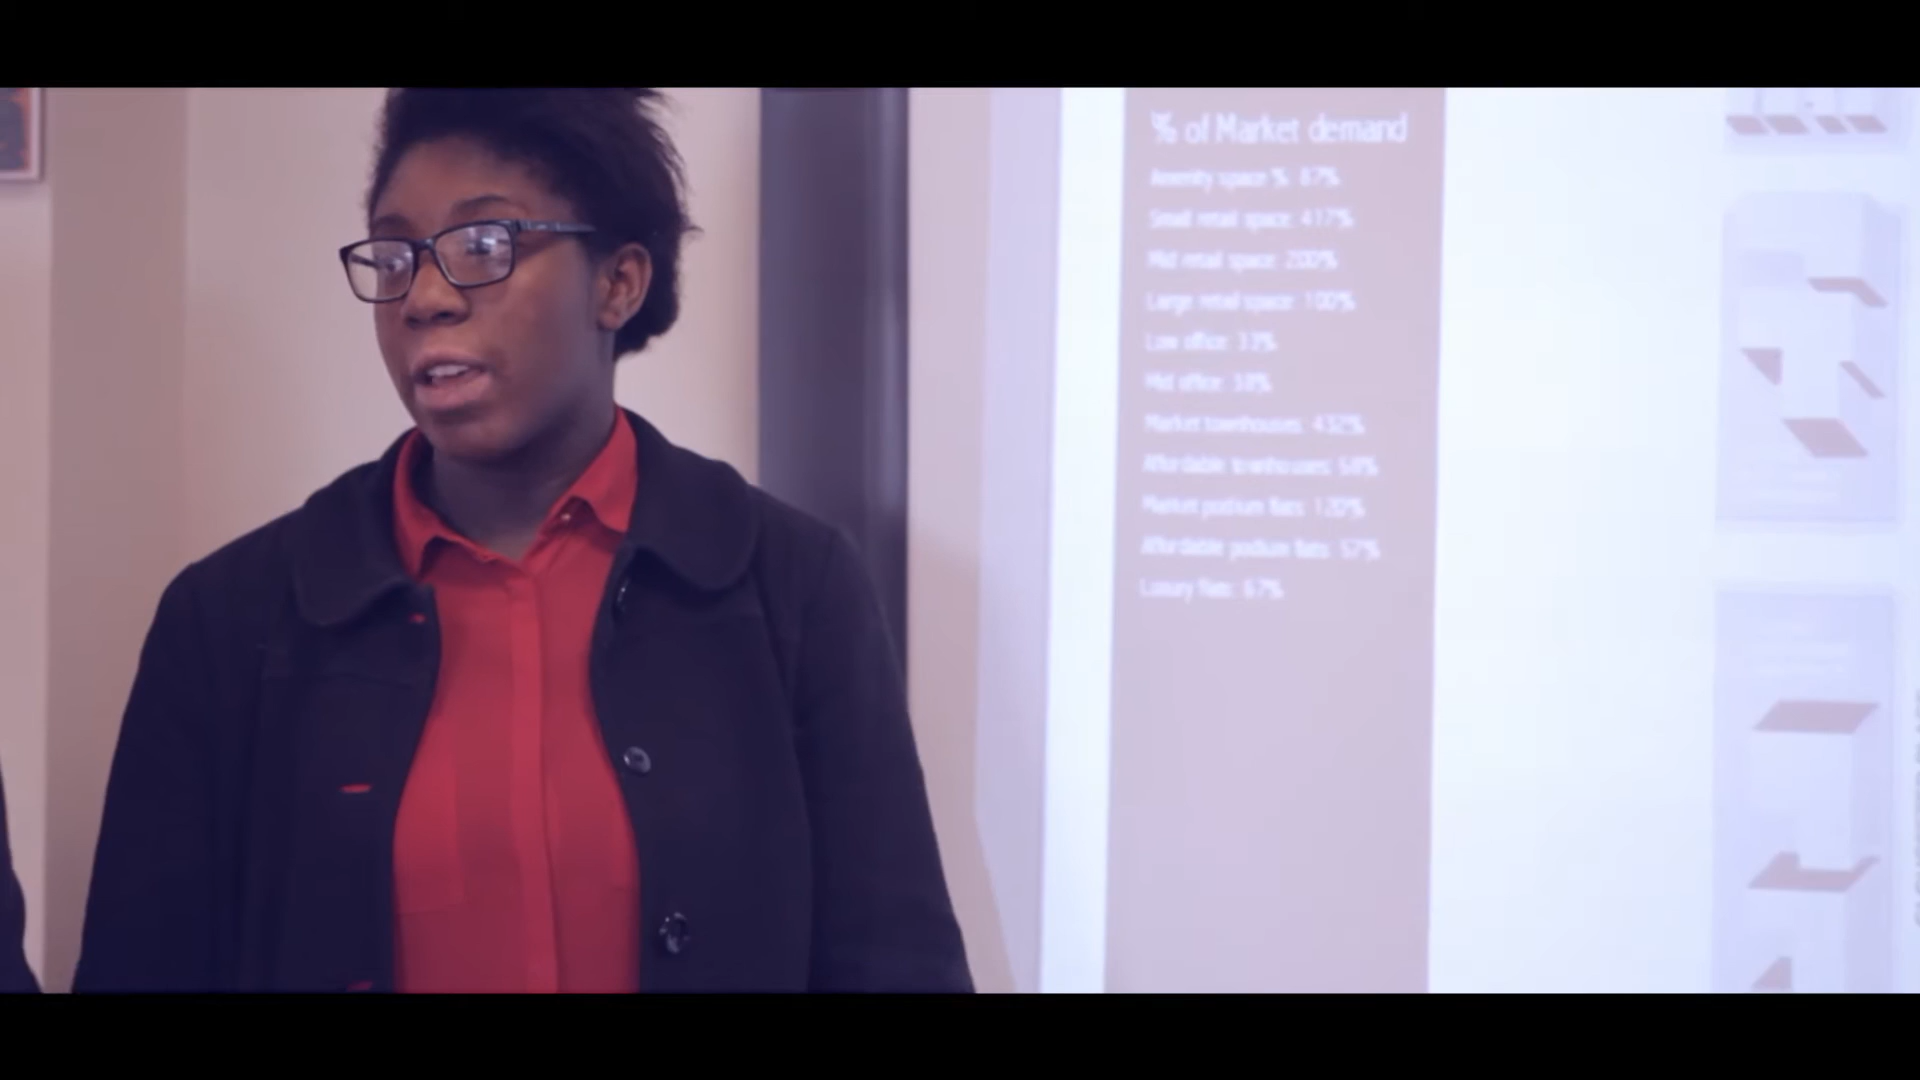 % of Market demand
Amenity space %: 87%
Small retail space: 417%
Mid retail space: 200%
Large retail space: 100%
Low office: 33%
Mid office: 38%
Market townhouses: 432%
Affordable townhouses: 58%
Market podium flats: 120%
Affordable podium flats: 57%
Luxury flats: 67%